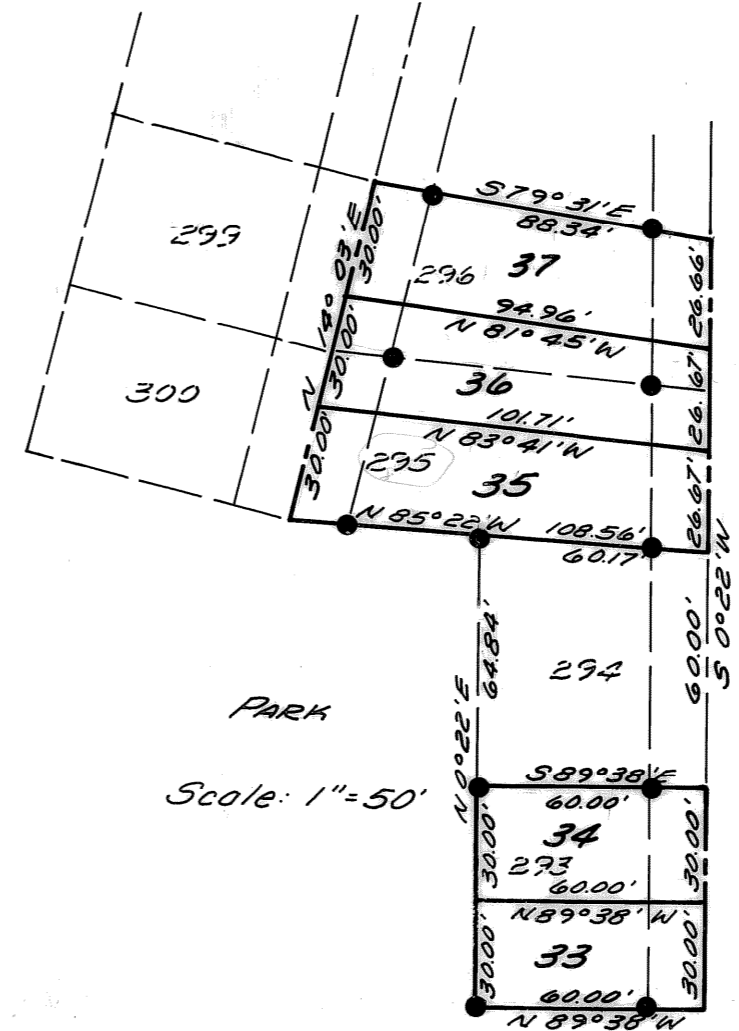 S 79° 31' E
88.34'
299
N 14° 03' E
30.00'
296
37
26.66'
94.96'
N 81° 45' W
300
30.00'
36
26.67'
101.71'
N 83° 41' W
30.00'
295
35
26.67'
N 85° 22' W 108.56'
60.17'
S 0° 22' W
64.84'
294
60.00'
N 0° 22' E
PARK
Scale: 1"=50'
S 89° 38' E
60.00'
30.00'
34
30.00'
293
60.00'
N 89° 38' W
30.00'
33
30.00'
60.00'
N 89° 38' W